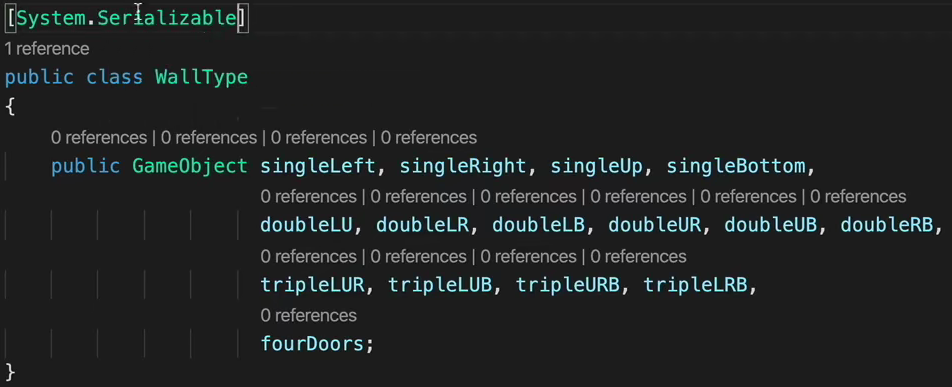 [System.Serializable]
1 reference
public class WallType
{
0 references | 0 references | 0 references | 0 references
public GameObject singleLeft, singleRight, singleUp, singleBottom,
0 references | 0 references | 0 references | 0 references | 0 references | 0 references
doubleLU, doubleLR, doubleLB, doubleUR, doubleUB, doubleRB,
0 references | 0 references | 0 references | 0 references
tripleLUR, tripleLUB, tripleURB, tripleLRB,
0 references
fourDoors;
}